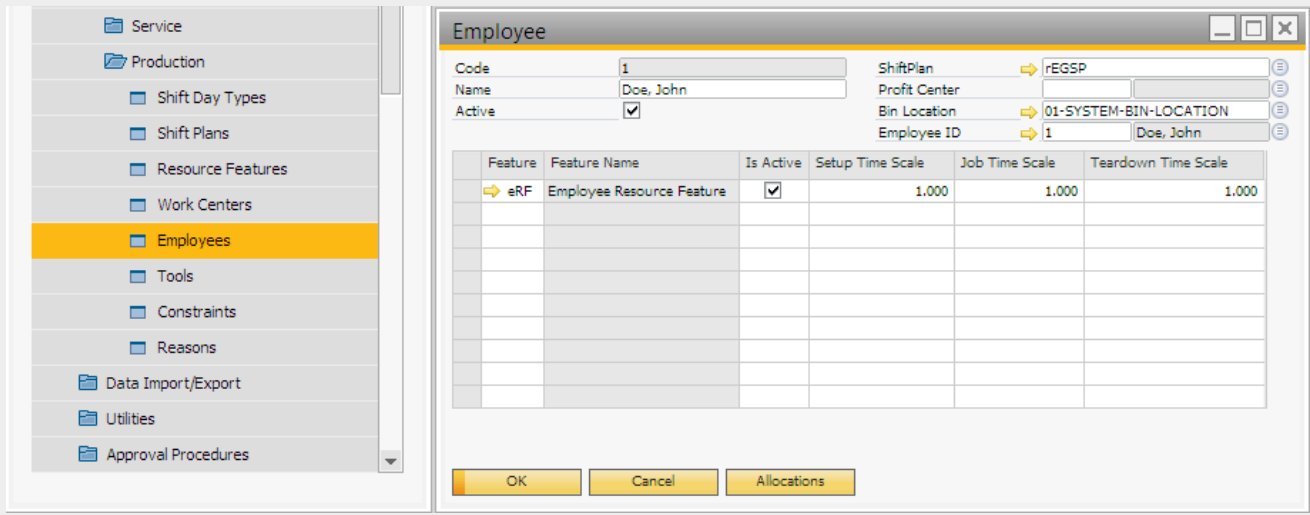 Service
Production
Shift Day Types
Shift Plans
Resource Features
Work Centers
Employees
Tools
Constraints
Reasons
Data Import/Export
Utilities
Approval Procedures
Employee
Code 1 ShiftPlan rEGSP
Name Doe, John Profit Center
Active Bin Location 01-SYSTEM-BIN-LOCATION
Employee ID 1 Doe, John
Feature Feature Name Is Active Setup Time Scale Job Time Scale Teardown Time Scale
eRF Employee Resource Feature 1.000 1.000 1.000
OK Cancel Allocations